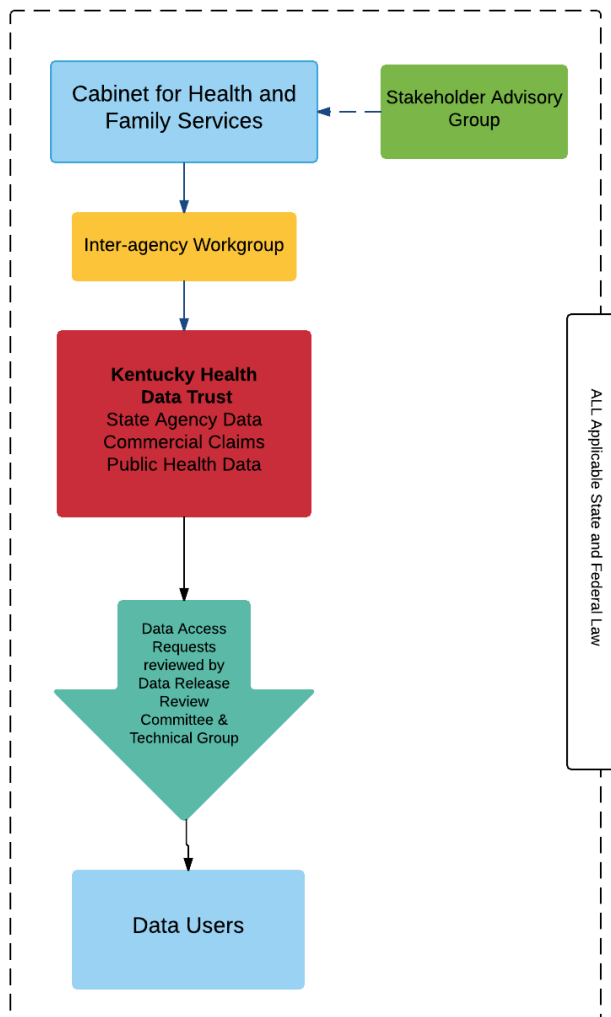 Cabinet for Health and
Family Services
Stakeholder Advisory
Group
Inter-agency Workgroup
Kentucky Health
Data Trust
State Agency Data
Commercial Claims
Public Health Data
ALL Applicable State and Federal Law
Data Access
Requests
reviewed by
Data Release
Review
Committee &
Technical Group
Data Users